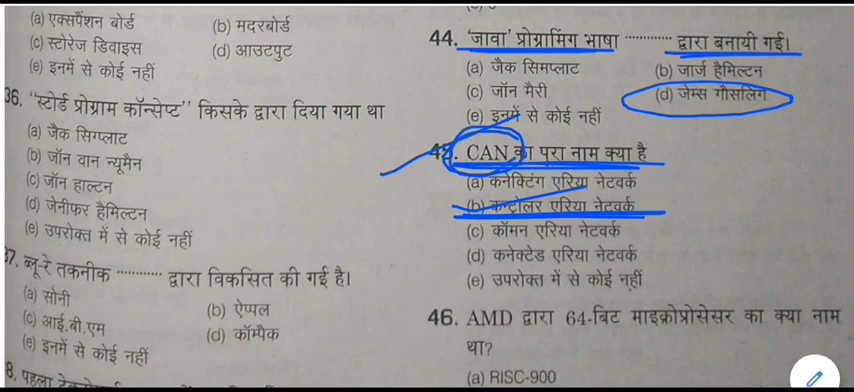 (a) एक्सपैंशन बोर्ड (b) मदरबोर्ड
(c) स्टोरेज डिवाइस (d) आउटपुट
(e) इनमें से कोई नहीं
36. "स्टोर्ड प्रोग्राम कॉन्सेप्ट" किसके द्वारा दिया गया था
(a) जैक सिम्प्लाट
(b) जॉन वान न्यूमैन
(c) जॉन हाल्टन
(d) जेनीफर हैमिल्टन
(e) उपरोक्त में से कोई नहीं
37. ब्लू-रे तकनीक ............ द्वारा विकसित की गई है।
(a) सोनी (b) ऐप्पल
(c) आई.बी.एम (d) कॉम्पैक
(e) इनमें से कोई नहीं
8. पहला
44. 'जावा' प्रोग्रामिंग भाषा ............ द्वारा बनायी गई।
(a) जैक सिमप्लाट (b) जार्ज हैमिल्टन
(c) जॉन मैरी (d) जेम्स गौसलिंग
(e) इनमें से कोई नहीं
45. CAN का पूरा नाम क्या है
(a) कनेक्टिंग एरिया नेटवर्क
(b) कन्ट्रोलर एरिया नेटवर्क
(c) कॉमन एरिया नेटवर्क
(d) कनेक्टेड एरिया नेटवर्क
(e) उपरोक्त में से कोई नहीं
46. AMD द्वारा 64-बिट माइक्रोप्रोसेसर का क्या नाम
था?
(a) RISC-900